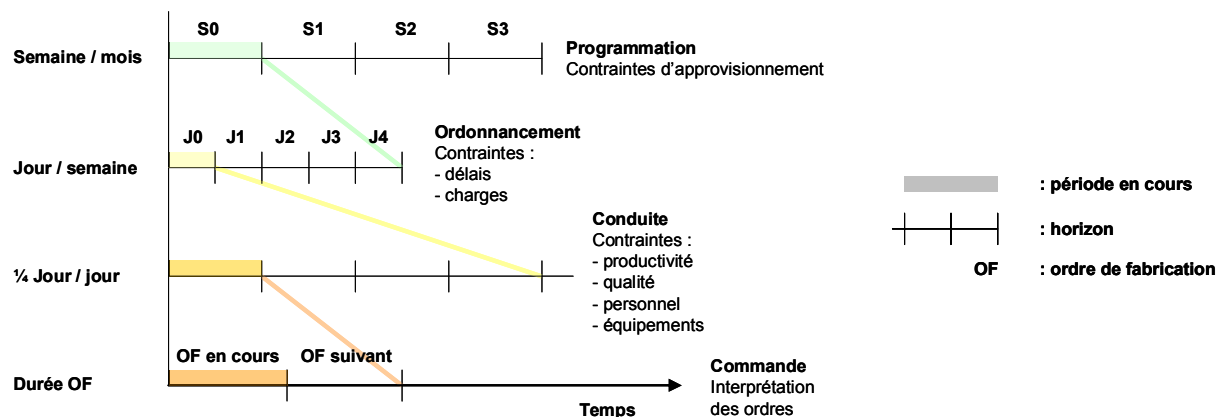 S0 S1 S2 S3
Semaine / mois
Programmation
Contraintes d'approvisionnement
J0 J1 J2 J3 J4
Jour / semaine
Ordonnancement
Contraintes :
- délais
- charges
: période en cours
: horizon
OF : ordre de fabrication
¼ Jour / jour
Conduite
Contraintes :
- productivité
- qualité
- personnel
- équipements
OF en cours OF suivant
Durée OF
Temps
Commande
Interprétation
des ordres